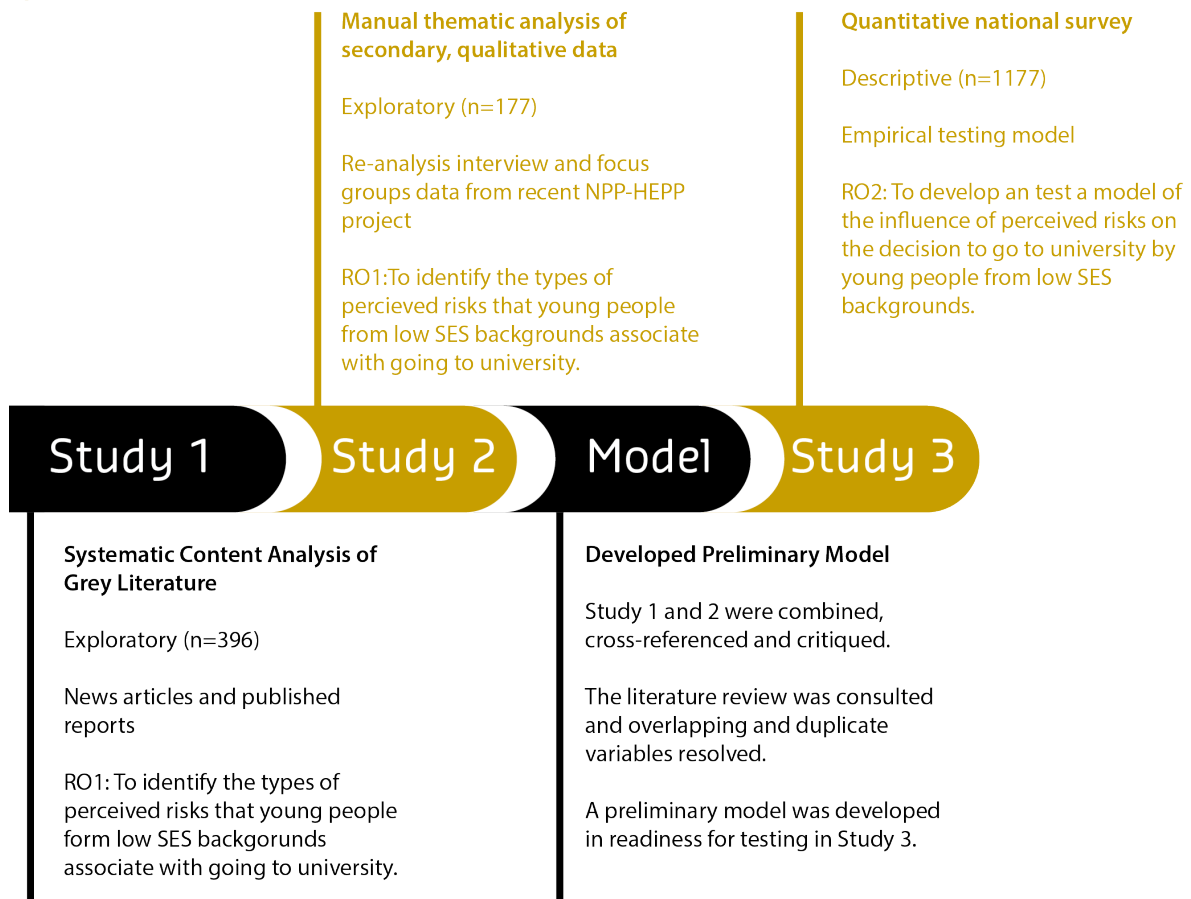 Manual thematic analysis of
secondary, qualitative data
Exploratory (n=177)
Re-analysis interview and focus
groups data from recent NPP-HEPP
project
RO1:To identify the types of
percieved risks that young people
from low SES backgrounds associate
with going to university.
Quantitative national survey
Descriptive (n=1177)
Empirical testing model
RO2: To develop an test a model of
the influence of perceived risks on
the decision to go to university by
young people from low SES
backgrounds.
Study 1
Study 2
Model
Study 3
Systematic Content Analysis of
Grey Literature
Exploratory (n=396)
News articles and published
reports
RO1: To identify the types of
perceived risks that young people
form low SES backgorunds
associate with going to university.
Developed Preliminary Model
Study 1 and 2 were combined,
cross-referenced and critiqued.
The literature review was consulted
and overlapping and duplicate
variables resolved.
A preliminary model was developed
in readiness for testing in Study 3.